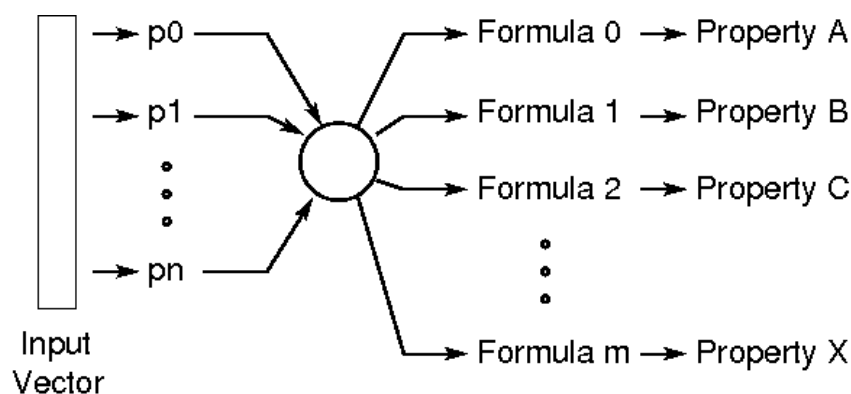 p0 Formula 0 Property A
p1 Formula 1 Property B
Formula 2 Property C
pn
Formula m Property X
Input
Vector